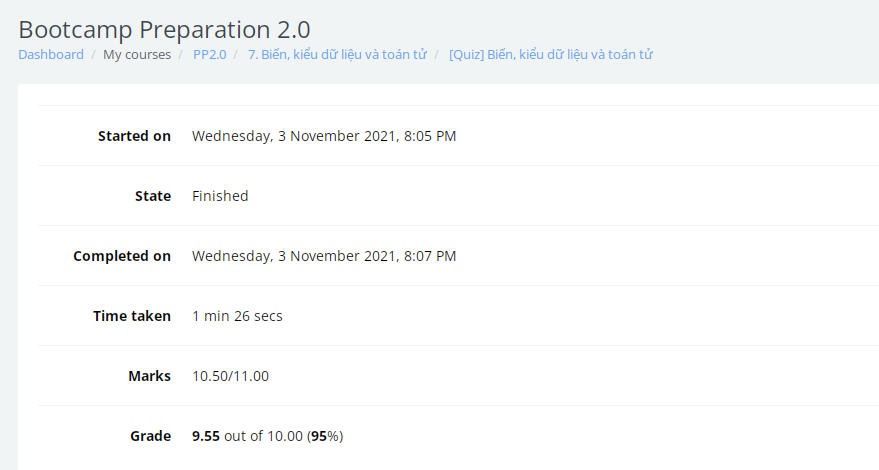 Bootcamp Preparation 2.0
Dashboard / My courses / PP2.0 / 7. Biến, kiểu dữ liệu và toán tử / [Quiz] Biến, kiểu dữ liệu và toán tử
Started on Wednesday, 3 November 2021, 8:05 PM
State Finished
Completed on Wednesday, 3 November 2021, 8:07 PM
Time taken 1 min 26 secs
Marks 10.50/11.00
Grade 9.55 out of 10.00 (95%)